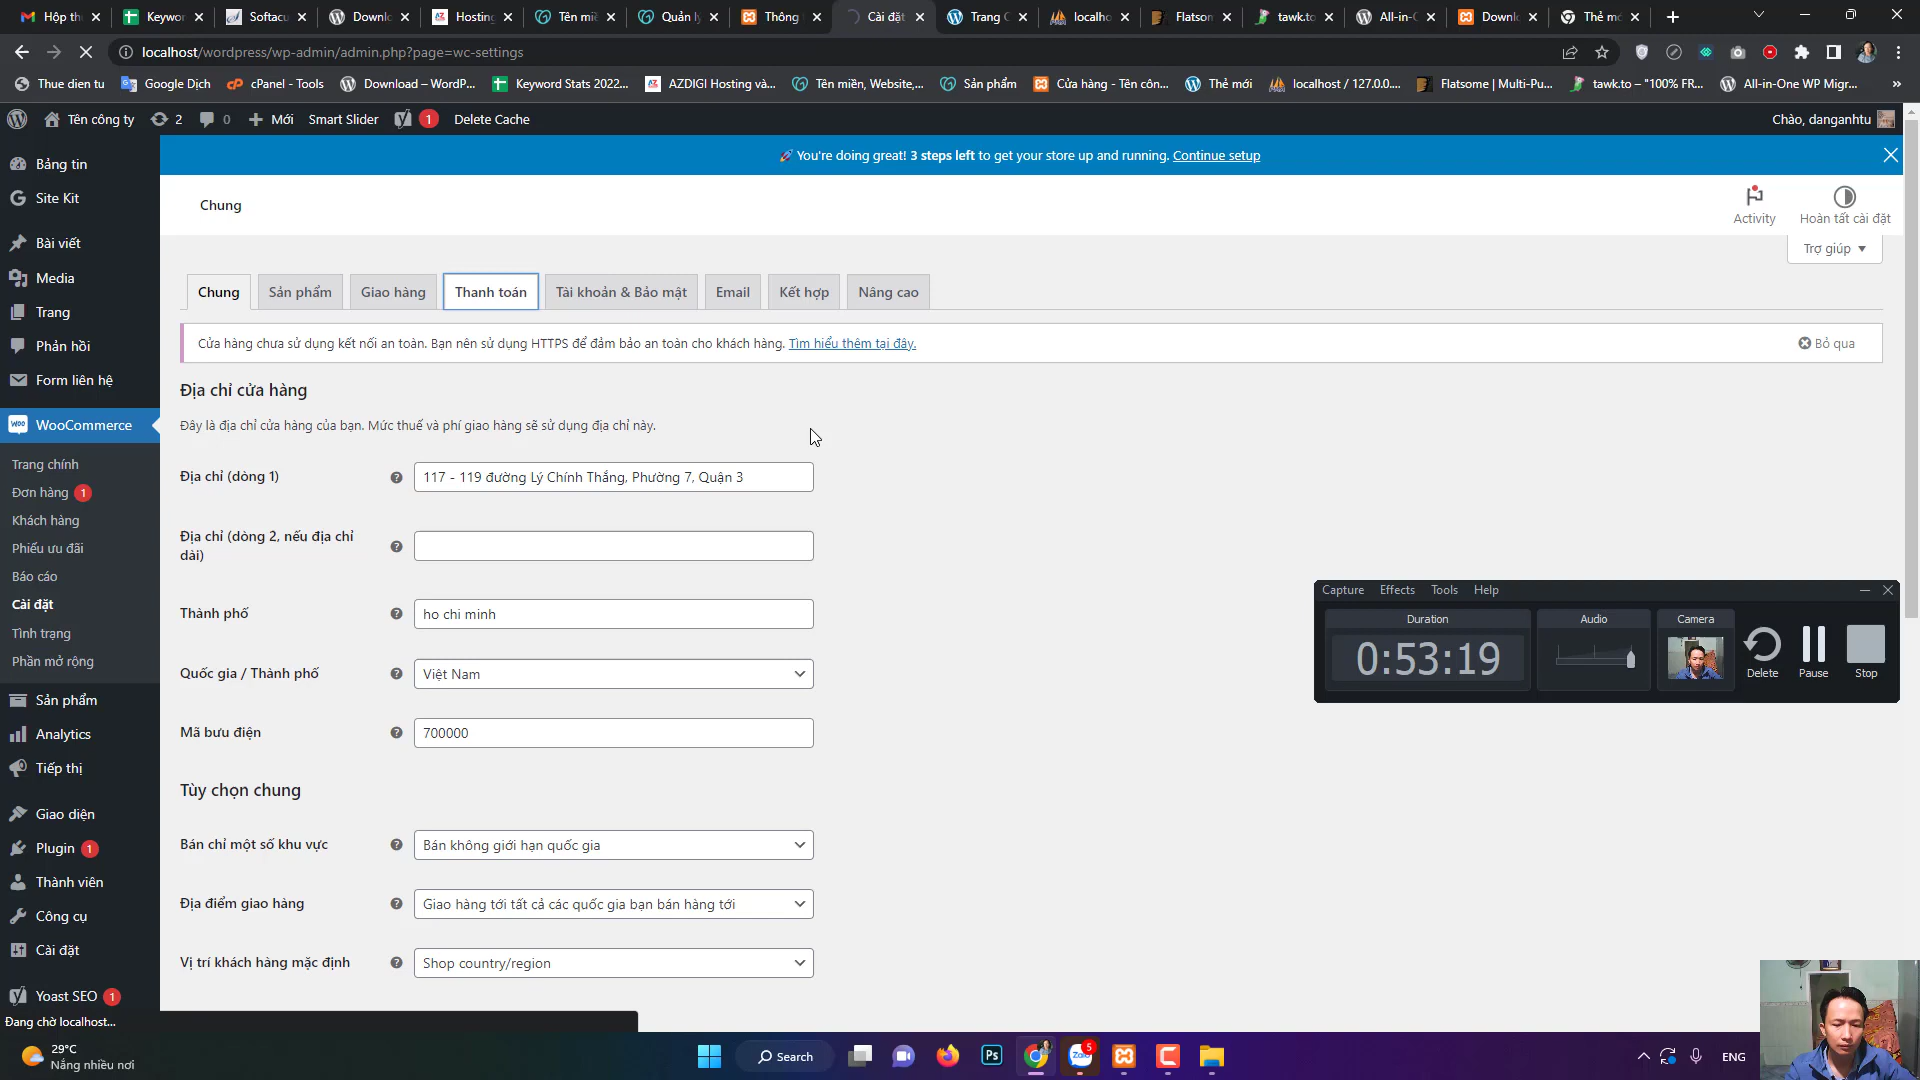 Hộp th
Keywor
Softacu
Downlo
Hosting
Tên miề
Quản lý
Thông
Cài đặt
Trang C
localho
Flatsom
tawk.to
All-in-O
Downl
Thẻ mớ
localhost/wordpress/wp-admin/admin.php?page=wc-settings
Thue dien tu
Google Dịch
cPanel - Tools
Download – WordP...
Keyword Stats 2022...
AZDIGI Hosting và...
Tên miền, Website,...
Sản phẩm
Cửa hàng - Tên côn...
Thẻ mới
localhost / 127.0.0....
Flatsome | Multi-Pu...
tawk.to – "100% FR...
All-in-One WP Migr...
»
Tên công ty
2
0
Mới
Smart Slider
1
Delete Cache
Chào, danganhtu
Bảng tin
Site Kit
Bài viết
Media
Trang
Phản hồi
Form liên hệ
WooCommerce
Trang chính
Đơn hàng 1
Khách hàng
Phiếu ưu đãi
Báo cáo
Cài đặt
Tình trạng
Phần mở rộng
Sản phẩm
Analytics
Tiếp thị
Giao diện
Plugin 1
Thành viên
Công cụ
Cài đặt
Yoast SEO 1
Đang chờ localhost...
🚀 You're doing great! 3 steps left to get your store up and running. Continue setup
Chung
Activity
Hoàn tất cài đặt
Trợ giúp
Chung
Sản phẩm
Giao hàng
Thanh toán
Tài khoản & Bảo mật
Email
Kết hợp
Nâng cao
Cửa hàng chưa sử dụng kết nối an toàn. Bạn nên sử dụng HTTPS để đảm bảo an toàn cho khách hàng. Tìm hiểu thêm tại đây.
Bỏ qua
Địa chỉ cửa hàng
Đây là địa chỉ cửa hàng của bạn. Mức thuế và phí giao hàng sẽ sử dụng địa chỉ này.
Địa chỉ (dòng 1)
117 - 119 đường Lý Chính Thắng, Phường 7, Quận 3
Địa chỉ (dòng 2, nếu địa chỉ
dài)
Thành phố
ho chi minh
Quốc gia / Thành phố
Việt Nam
Mã bưu điện
700000
Tùy chọn chung
Bán chỉ một số khu vực
Bán không giới hạn quốc gia
Địa điểm giao hàng
Giao hàng tới tất cả các quốc gia bạn bán hàng tới
Vị trí khách hàng mặc định
Shop country/region
Capture
Effects
Tools
Help
Duration
0:53:19
Audio
Camera
Delete
Pause
Stop
29°C
Nắng nhiều nơi
Search
Ps
Zalo
5
ENG